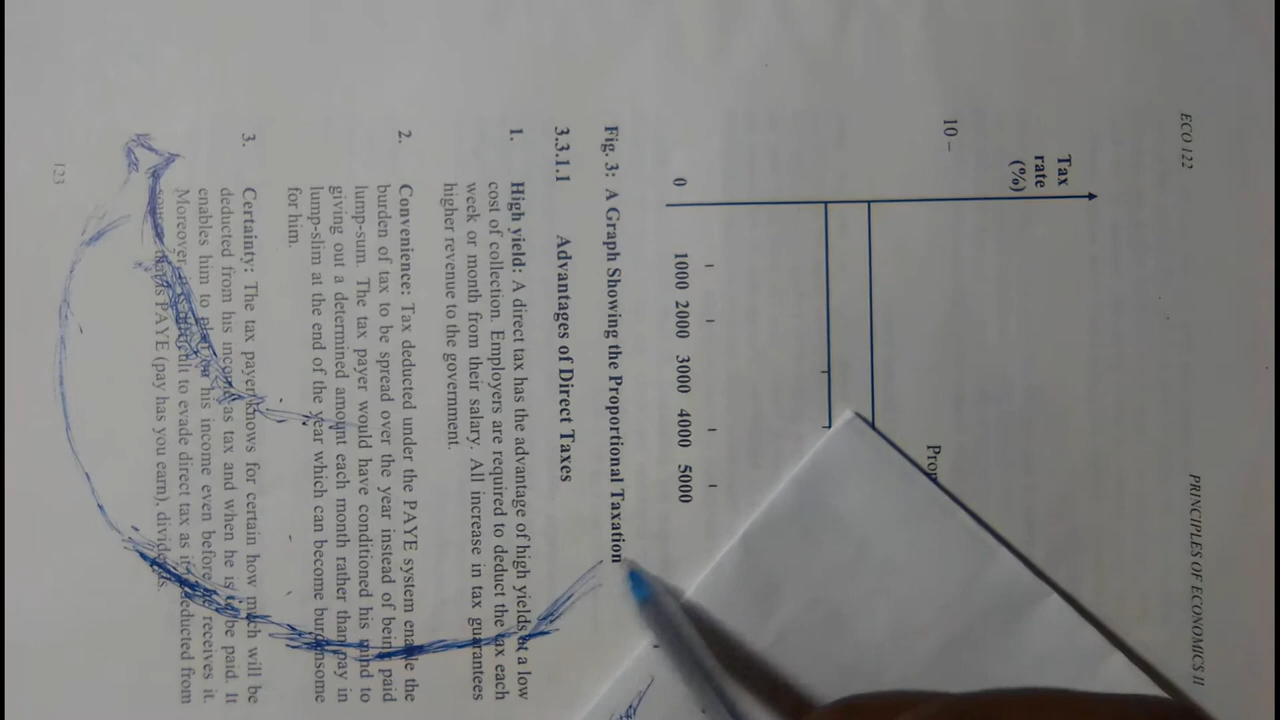 ECO 122 PRINCIPLES OF ECONOMICS II
Tax
rate
(%)
10 –
0 1000 2000 3000 4000 5000
Fig. 3: A Graph Showing the Proportional Taxation
3.3.1.1 Advantages of Direct Taxes
1. High yield: A direct tax has the advantage of high yields at a low
cost of collection. Employers are required to deduct the tax each
week or month from their salary. All increase in tax guarantees
higher revenue to the government.
2. Convenience: Tax deducted under the PAYE system enable the
burden of tax to be spread over the year instead of being paid
lump-sum. The tax payer would have conditioned his mind to
giving out a determined amount each month rather than pay in
lump-slim at the end of the year which can become burdensome
for him.
3. Certainty: The tax payer knows for certain how much will be
deducted from his income as tax and when he is to be paid. It
enables him to plan for his income even before he receives it.
Moreover, it is difficult to evade direct tax as it deducted from
source that is PAYE (pay has you earn), dividends.
123